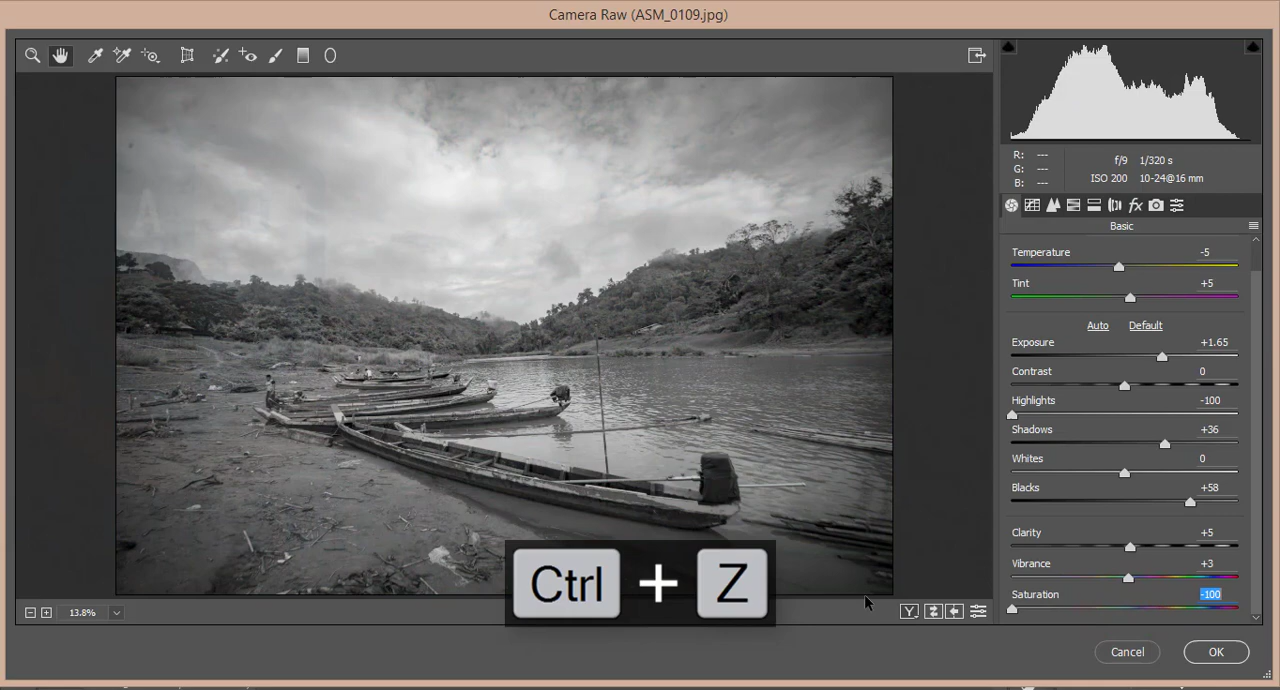 Camera Raw (ASM_0109.jpg)
R: ---
G: ---
B: ---
f/9 1/320 s
ISO 200 10-24@16 mm
fx
Basic
Temperature -5
Tint +5
Auto Default
Exposure +1.65
Contrast 0
Highlights -100
Shadows +36
Whites 0
Blacks +58
Clarity +5
Vibrance +3
Saturation -100
Ctrl + Z
13.8%
Y
Cancel OK